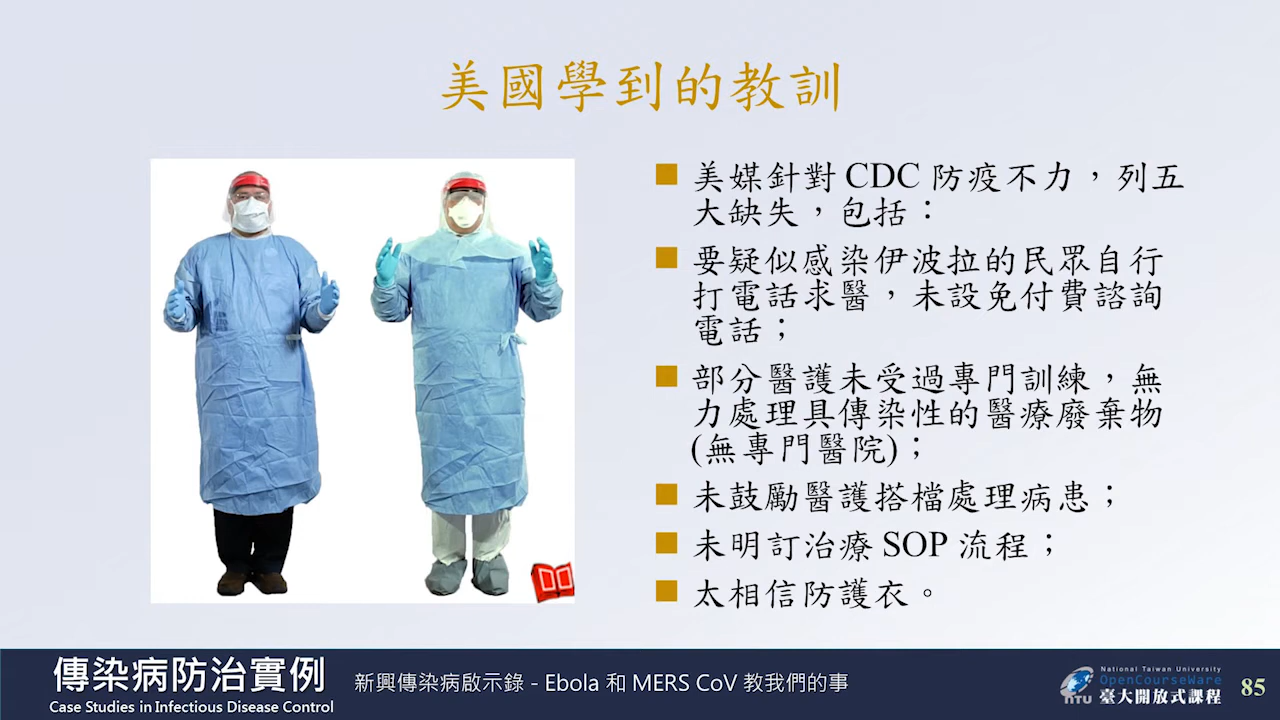 美國學到的教訓
美媒針對 CDC 防疫不力，列五
大缺失，包括：
要疑似感染伊波拉的民眾自行
打電話求醫，未設免付費諮詢
電話；
部分醫護未受過專門訓練，無
力處理具傳染性的醫療廢棄物
(無專門醫院)；
未鼓勵醫護搭檔處理病患；
未明訂治療 SOP 流程；
太相信防護衣。
傳染病防治實例
Case Studies in Infectious Disease Control
新興傳染病啟示錄 - Ebola 和 MERS CoV 教我們的事
National Taiwan University
OpenCourseWare
NTU 臺大開放式課程
85